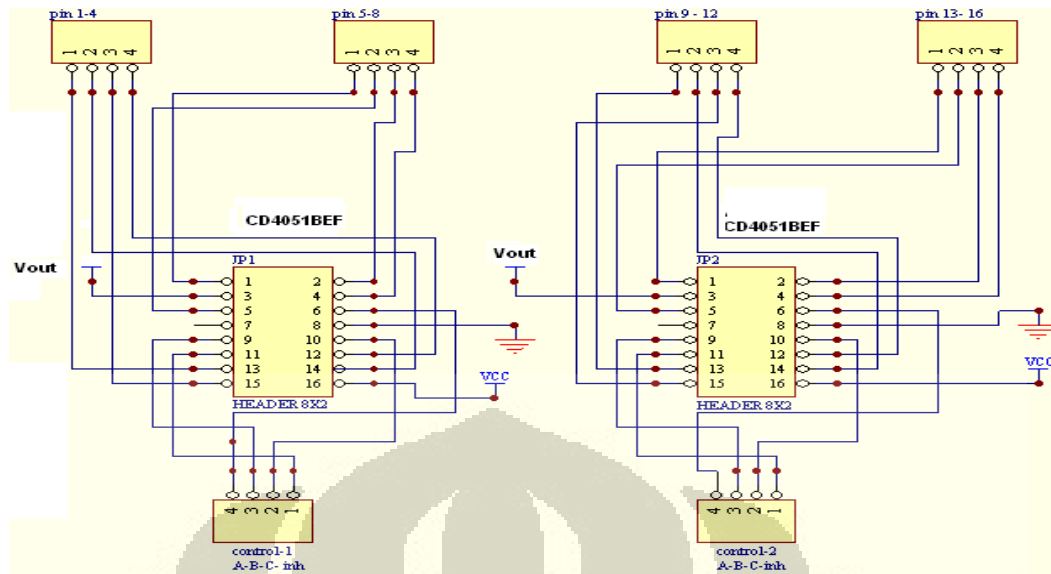 pin 1-4
pin 5-8
pin 9 - 12
pin 13- 16
1 2 3 4
1 2 3 4
1 2 3 4
1 2 3 4
CD4051BEF
CD4051BEF
Vout
Vout
JP1
JP2
1 2
3 4
5 6
7 8
9 10
11 12
13 14
15 16
1 2
3 4
5 6
7 8
9 10
11 12
13 14
15 16
VCC
VCC
HEADER 8X2
HEADER 8X2
4 3 2 1
4 3 2 1
control-1
A-B-C- inh
control-2
A-B-C-inh